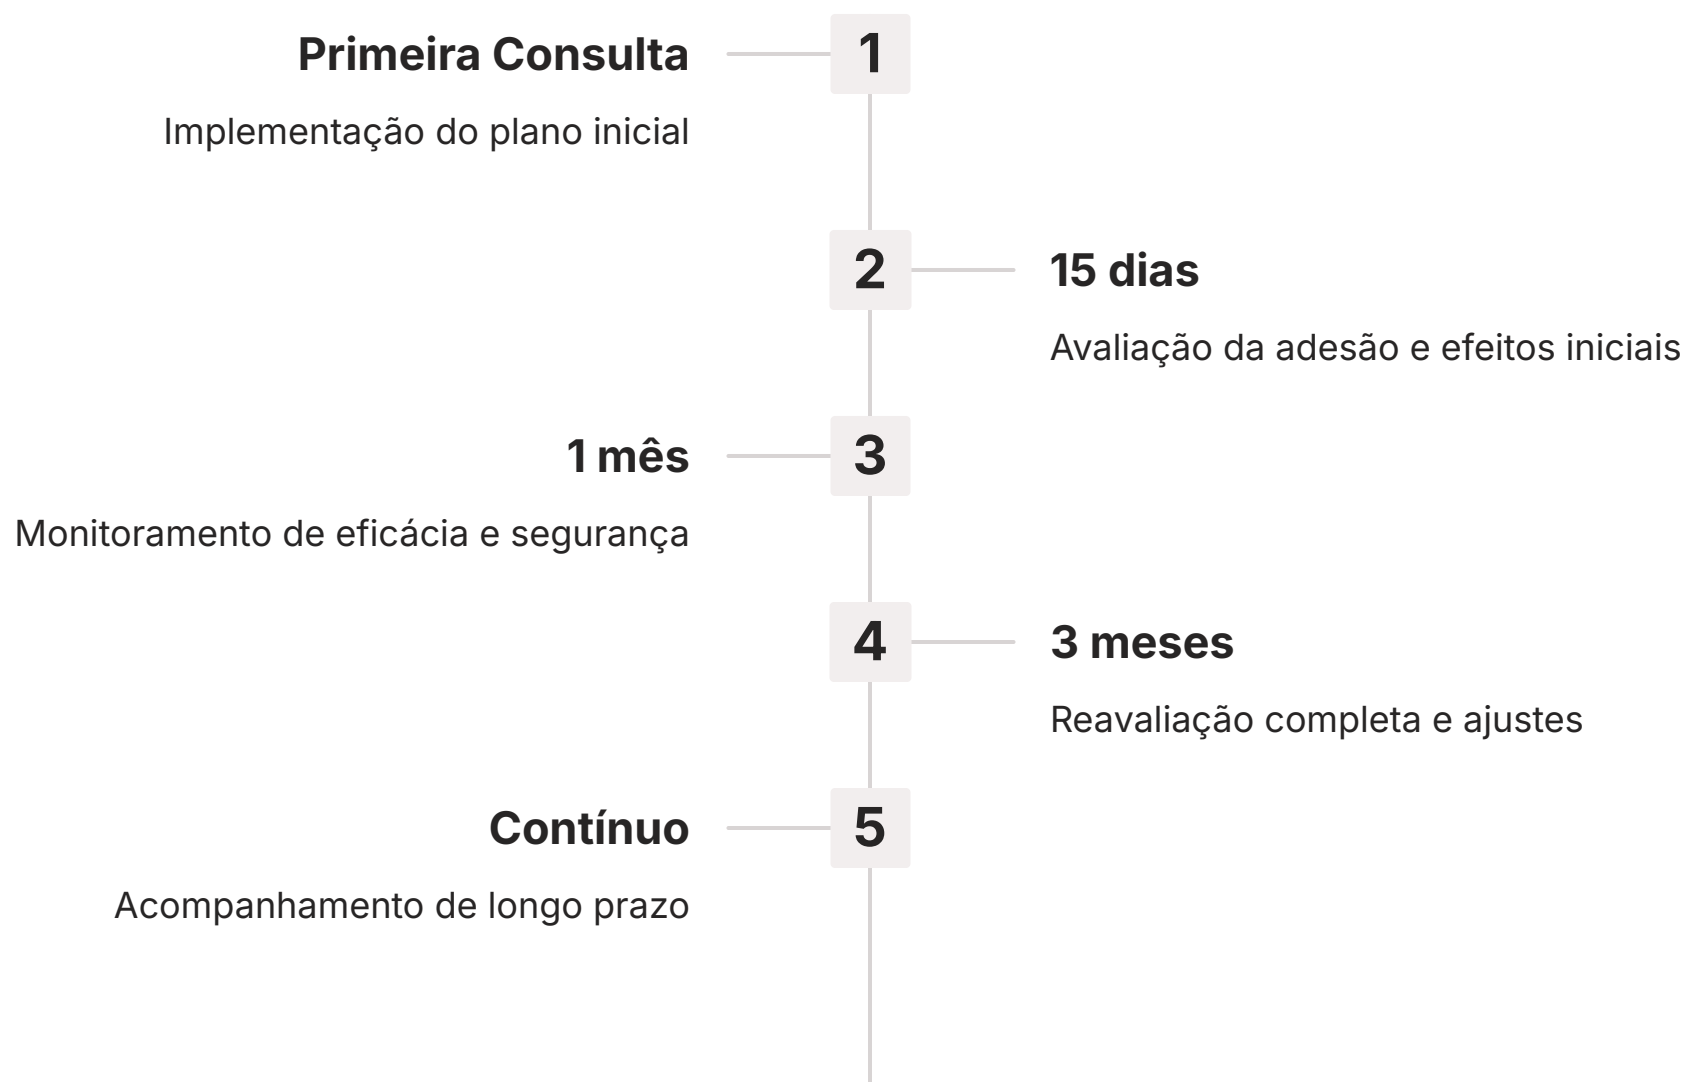 Primeira Consulta
1
Implementação do plano inicial
2
15 dias
Avaliação da adesão e efeitos iniciais
1 mês
3
Monitoramento de eficácia e segurança
4
3 meses
Reavaliação completa e ajustes
Contínuo
5
Acompanhamento de longo prazo